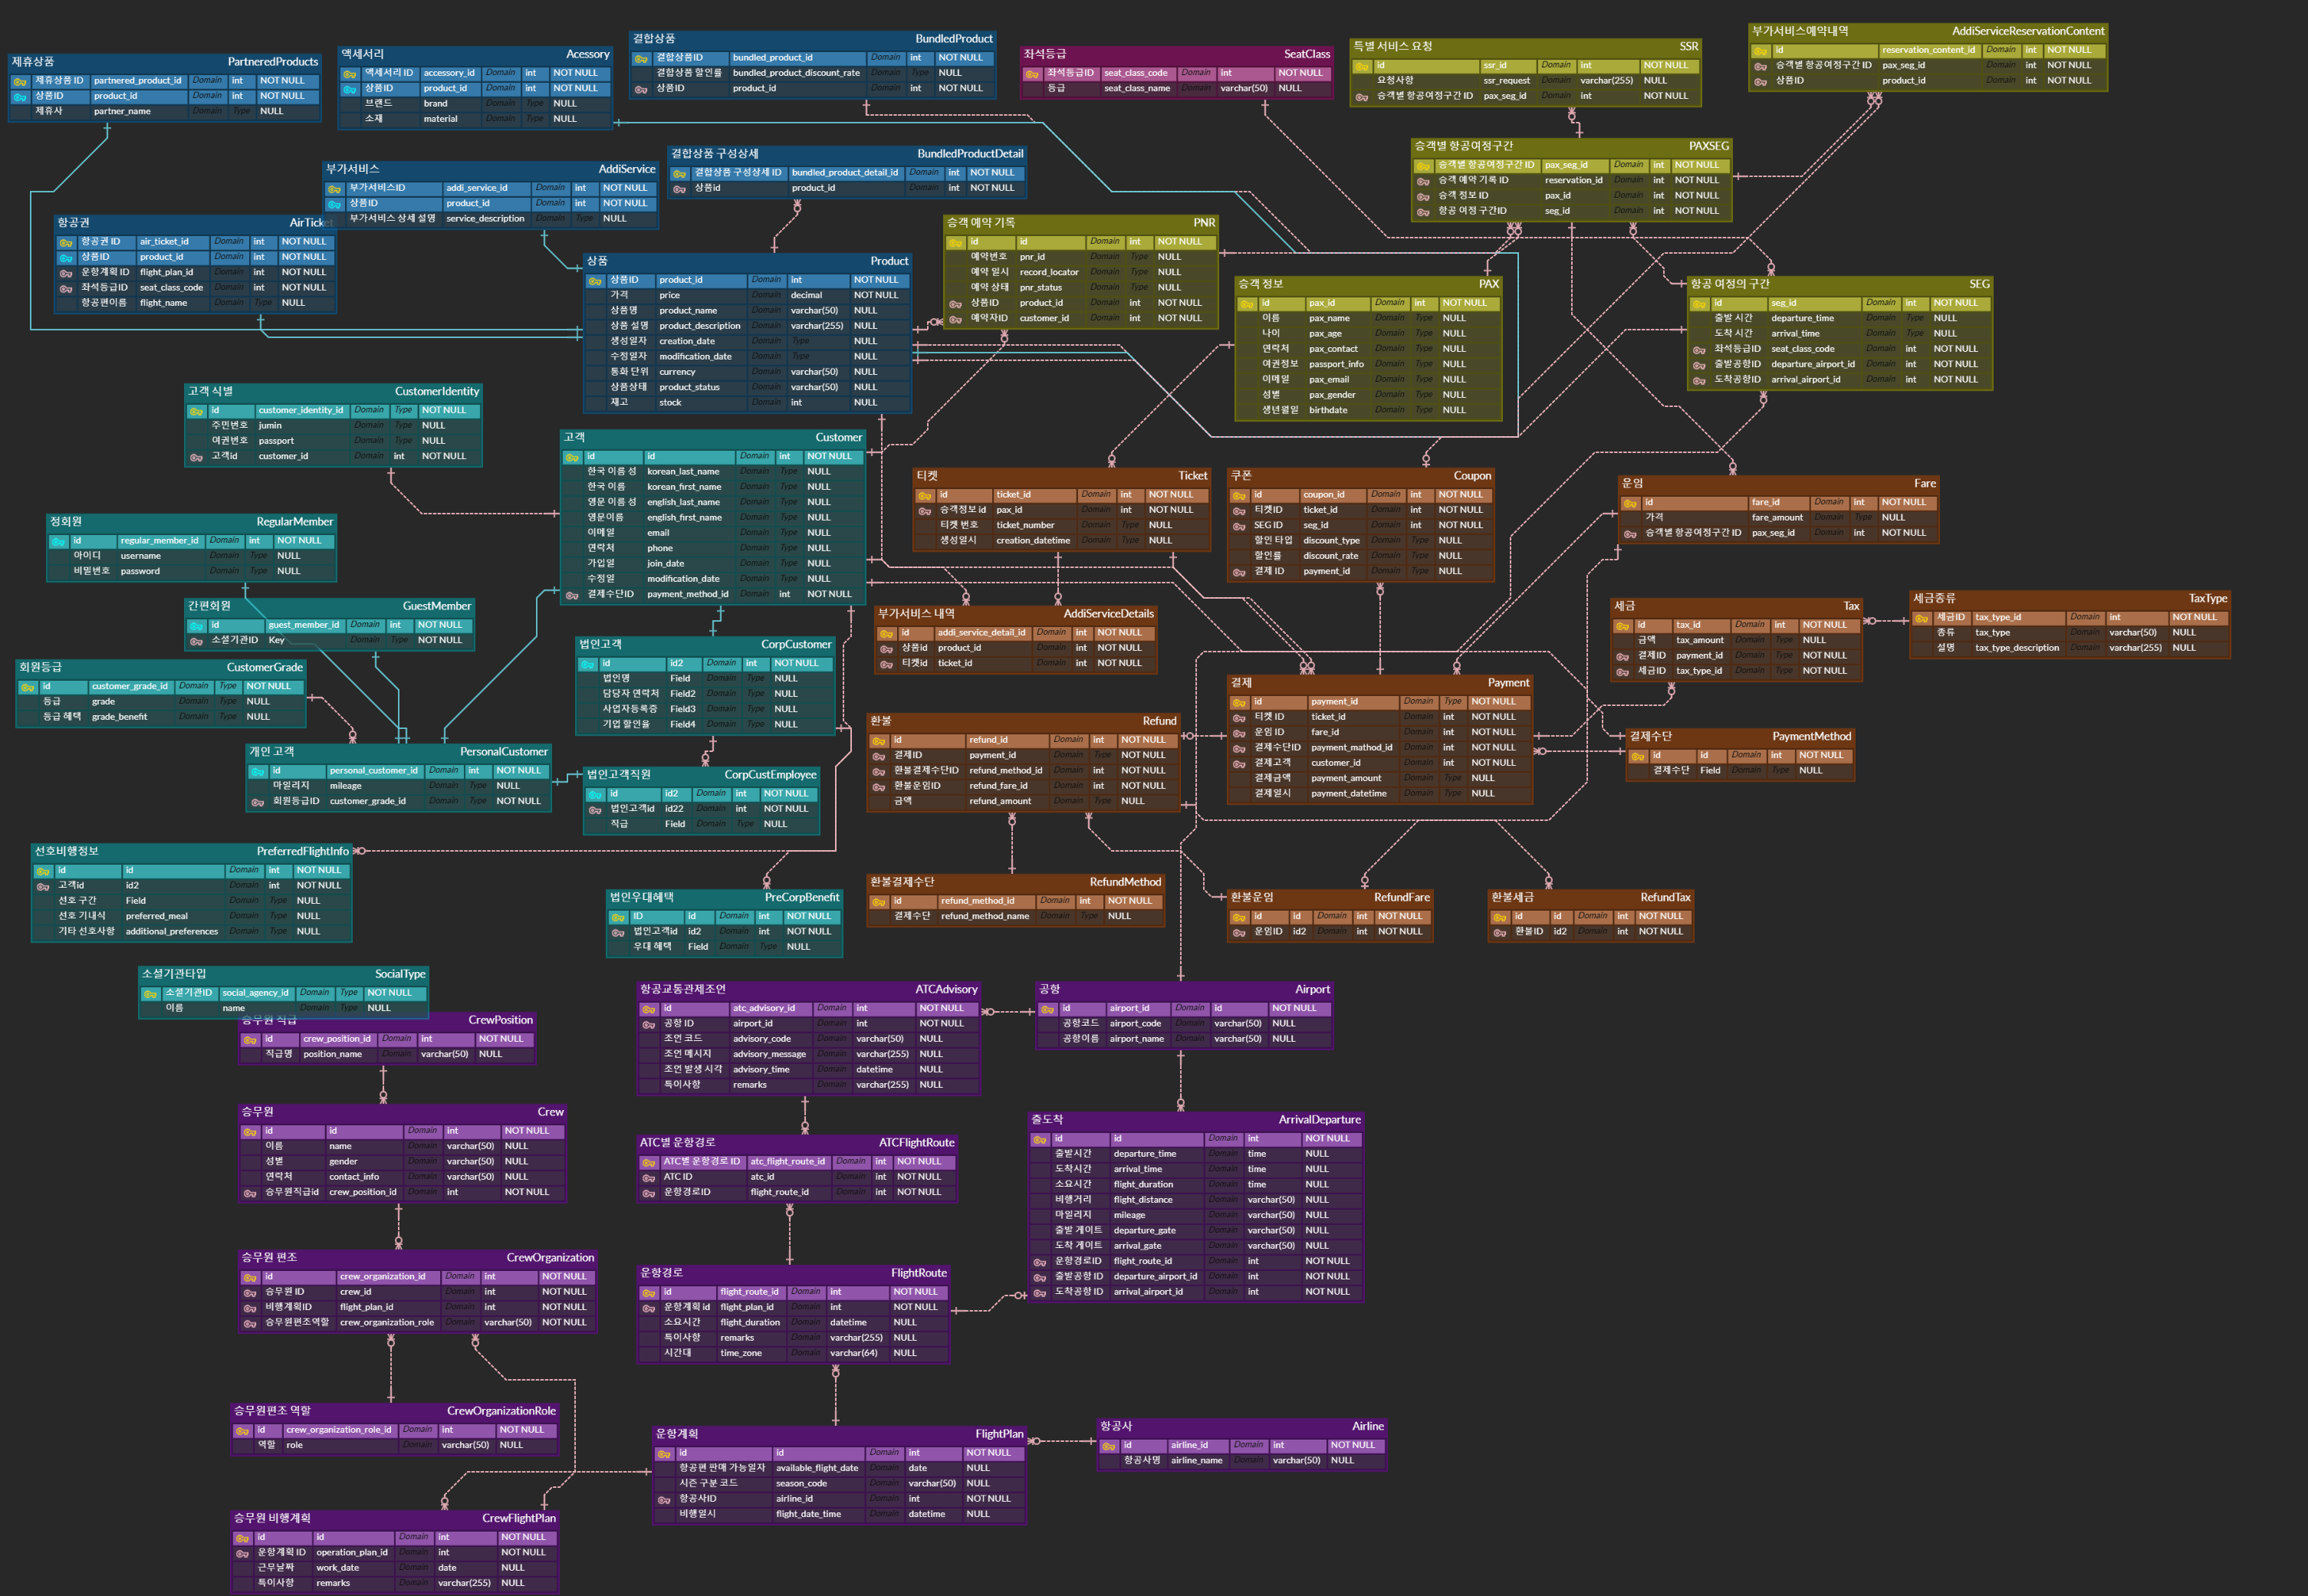 제휴상품 PartneredProducts
제휴상품 ID partnered_product_id Domain int NOT NULL
상품ID product_id Domain int NOT NULL
제휴사 partner_name Domain Type NULL
액세서리 Acessory
액세서리 ID accessory_id Domain int NOT NULL
상품ID product_id Domain int NOT NULL
브랜드 brand Domain Type NULL
소재 material Domain Type NULL
결합상품 BundledProduct
결합상품ID bundled_product_id Domain int NOT NULL
결합상품 할인률 bundled_product_discount_rate Domain Type NULL
상품ID product_id Domain int NOT NULL
좌석등급 SeatClass
좌석등급ID seat_class_code Domain int NOT NULL
등급 seat_class_name Domain varchar(50) NULL
특별 서비스 요청 SSR
id ssr_id Domain int NOT NULL
요청사항 ssr_request Domain varchar(255) NULL
승객별 항공여정구간 ID pax_seg_id Domain int NOT NULL
부가서비스예약내역 AddiServiceReservationContent
id reservation_content_id Domain int NOT NULL
승객별 항공여정구간 ID pax_seg_id Domain int NOT NULL
상품ID product_id Domain int NOT NULL
승객별 항공여정구간 PAXSEG
승객별 항공여정구간 ID pax_seg_id Domain int NOT NULL
승객 예약 기록 ID reservation_id Domain int NOT NULL
승객 정보 ID pax_id Domain int NOT NULL
항공 여정 구간ID seg_id Domain int NOT NULL
부가서비스 AddiService
부가서비스ID addi_service_id Domain int NOT NULL
상품ID product_id Domain int NOT NULL
부가서비스 상세 설명 service_description Domain Type NULL
결합상품 구성상세 BundledProductDetail
결합상품 구성상세 ID bundled_product_detail_id Domain int NOT NULL
상품id product_id Domain int NOT NULL
항공권 AirTicket
항공권 ID air_ticket_id Domain int NOT NULL
상품ID product_id Domain int NOT NULL
운항계획 ID flight_plan_id Domain int NOT NULL
좌석등급ID seat_class_code Domain int NOT NULL
항공편이름 flight_name Domain Type NULL
상품 Product
상품ID product_id Domain int NOT NULL
가격 price Domain decimal NOT NULL
상품명 product_name Domain varchar(50) NULL
상품 설명 product_description Domain varchar(255) NULL
생성일자 creation_date Domain Type NULL
수정일자 modification_date Domain Type NULL
통화 단위 currency Domain varchar(50) NULL
상품상태 product_status Domain varchar(50) NULL
재고 stock Domain int NULL
승객 예약 기록 PNR
id id Domain int NOT NULL
예약번호 pnr_id Domain Type NULL
예약 일시 record_locator Domain Type NULL
예약 상태 pnr_status Domain Type NULL
상품ID product_id Domain int NOT NULL
예약자ID customer_id Domain int NOT NULL
승객 정보 PAX
id pax_id Domain int NOT NULL
이름 pax_name Domain Type NULL
나이 pax_age Domain Type NULL
연락처 pax_contact Domain Type NULL
여권정보 passport_info Domain Type NULL
이메일 pax_email Domain Type NULL
성별 pax_gender Domain Type NULL
생년월일 birthdate Domain Type NULL
항공 여정의 구간 SEG
id seg_id Domain int NOT NULL
출발 시간 departure_time Domain Type NULL
도착 시간 arrival_time Domain Type NULL
좌석등급ID seat_class_code Domain int NOT NULL
출발공항ID departure_airport_id Domain int NOT NULL
도착공항ID arrival_airport_id Domain int NOT NULL
고객 식별 CustomerIdentity
id customer_identity_id Domain Type NOT NULL
주민번호 jumin Domain Type NULL
여권번호 passport Domain Type NULL
고객id customer_id Domain int NOT NULL
고객 Customer
id id Domain int NOT NULL
한국 이름 성 korean_last_name Domain Type NULL
한국 이름 korean_first_name Domain Type NULL
영문 이름 성 english_last_name Domain Type NULL
영문이름 english_first_name Domain Type NULL
이메일 email Domain Type NULL
연락처 phone Domain Type NULL
가입일 join_date Domain Type NULL
수정일 modification_date Domain Type NULL
결제수단ID payment_method_id Domain int NOT NULL
티켓 Ticket
id ticket_id Domain int NOT NULL
승객정보 id pax_id Domain int NOT NULL
티켓 번호 ticket_number Domain Type NULL
생성일시 creation_datetime Domain Type NULL
쿠폰 Coupon
id coupon_id Domain int NOT NULL
티켓ID ticket_id Domain int NOT NULL
SEG ID seg_id Domain int NOT NULL
할인 타입 discount_type Domain Type NULL
할인률 discount_rate Domain Type NULL
결제 ID payment_id Domain int NOT NULL
운임 Fare
id fare_id Domain int NOT NULL
가격 fare_amount Domain Type NULL
승객별 항공여정구간 ID pax_seg_id Domain int NOT NULL
정회원 RegularMember
id regular_member_id Domain int NOT NULL
아이디 username Domain Type NULL
비밀번호 password Domain Type NULL
간편회원 GuestMember
id guest_member_id Domain int NOT NULL
소셜기관ID Key Domain Type NOT NULL
부가서비스 내역 AddiServiceDetails
id addi_service_detail_id Domain int NOT NULL
상품id product_id Domain int NOT NULL
티켓id ticket_id Domain int NOT NULL
세금 Tax
id tax_id Domain int NOT NULL
금액 tax_amount Domain Type NULL
결제ID payment_id Domain int NOT NULL
세금ID tax_type_id Domain int NOT NULL
세금종류 TaxType
세금ID tax_type_id Domain int NOT NULL
종류 tax_type Domain varchar(50) NULL
설명 tax_type_description Domain varchar(255) NULL
회원등급 CustomerGrade
id customer_grade_id Domain Type NOT NULL
등급 grade Domain Type NULL
등급 혜택 grade_benefit Domain Type NULL
법인고객 CorpCustomer
id id2 Domain int NOT NULL
법인명 Field Domain Type NULL
담당자 연락처 Field2 Domain Type NULL
사업자등록증 Field3 Domain Type NULL
기업 할인율 Field4 Domain Type NULL
결제 Payment
id payment_id Domain Type NOT NULL
티켓 ID ticket_id Domain int NOT NULL
운임 ID fare_id Domain int NOT NULL
결제수단ID payment_mathod_id Domain int NOT NULL
결제고객 customer_id Domain int NOT NULL
결제금액 payment_amount Domain Type NULL
결제일시 payment_datetime Domain Type NULL
환불 Refund
id refund_id Domain int NOT NULL
결제ID payment_id Domain Type NOT NULL
환불결제수단ID refund_method_id Domain int NOT NULL
환불운임ID refund_fare_id Domain int NOT NULL
금액 refund_amount Domain Type NULL
결제수단 PaymentMethod
id id Domain int NOT NULL
결제수단 Field Domain Type NULL
개인 고객 PersonalCustomer
id personal_customer_id Domain int NOT NULL
마일리지 mileage Domain Type NULL
회원등급ID customer_grade_id Domain Type NOT NULL
법인고객직원 CorpCustEmployee
id id2 Domain int NOT NULL
법인고객id id22 Domain int NOT NULL
직급 Field Domain Type NULL
선호비행정보 PreferredFlightInfo
id id Domain int NOT NULL
고객id id2 Domain int NOT NULL
선호 구간 Field Domain Type NULL
선호 기내식 preferred_meal Domain Type NULL
기타 선호사항 additional_preferences Domain Type NULL
법인우대혜택 PreCorpBenefit
ID id Domain int NOT NULL
법인고객id id2 Domain int NOT NULL
우대 혜택 Field Domain Type NULL
환불결제수단 RefundMethod
id refund_method_id Domain int NOT NULL
결제수단 refund_method_name Domain Type NULL
환불운임 RefundFare
id id Domain int NOT NULL
운임ID id2 Domain int NOT NULL
환불세금 RefundTax
id id Domain int NOT NULL
환불ID id2 Domain int NOT NULL
소셜기관타입 SocialType
소셜기관ID social_agency_id Domain Type NOT NULL
이름 name Domain Type NULL
승무원 직급 CrewPosition
id crew_position_id Domain int NOT NULL
직급명 position_name Domain varchar(50) NULL
항공교통관제조언 ATCAdvisory
id atc_advisory_id Domain int NOT NULL
공항 ID airport_id Domain int NOT NULL
조언 코드 advisory_code Domain varchar(50) NULL
조언 메시지 advisory_message Domain varchar(255) NULL
조언 발생 시각 advisory_time Domain datetime NULL
특이사항 remarks Domain varchar(255) NULL
공항 Airport
id airport_id Domain id NOT NULL
공항코드 airport_code Domain varchar(50) NULL
공항이름 airport_name Domain varchar(50) NULL
승무원 Crew
id id Domain int NOT NULL
이름 name Domain varchar(50) NULL
성별 gender Domain varchar(50) NULL
연락처 contact_info Domain varchar(50) NULL
승무원직급id crew_position_id Domain int NOT NULL
ATC별 운항경로 ATCFlightRoute
ATC별 운항경로 ID atc_flight_route_id Domain int NOT NULL
ATC ID atc_id Domain int NOT NULL
운항경로ID flight_route_id Domain int NOT NULL
출도착 ArrivalDeparture
id id Domain int NOT NULL
출발시간 departure_time Domain time NULL
도착시간 arrival_time Domain time NULL
소요시간 flight_duration Domain time NULL
비행거리 flight_distance Domain varchar(50) NULL
마일리지 mileage Domain varchar(50) NULL
출발 게이트 departure_gate Domain varchar(50) NULL
도착 게이트 arrival_gate Domain varchar(50) NULL
운항경로ID flight_route_id Domain int NOT NULL
출발공항 ID departure_airport_id Domain int NOT NULL
도착공항 ID arrival_airport_id Domain int NOT NULL
승무원 편조 CrewOrganization
id crew_organization_id Domain int NOT NULL
승무원 ID crew_id Domain int NOT NULL
비행계획ID flight_plan_id Domain int NOT NULL
승무원편조역할 crew_organization_role Domain varchar(50) NOT NULL
운항경로 FlightRoute
id flight_route_id Domain int NOT NULL
운항계획 id flight_plan_id Domain int NOT NULL
소요시간 flight_duration Domain datetime NULL
특이사항 remarks Domain varchar(255) NULL
시간대 time_zone Domain varchar(64) NULL
승무원편조 역할 CrewOrganizationRole
id crew_organization_role_id Domain int NOT NULL
역할 role Domain varchar(50) NULL
운항계획 FlightPlan
id id Domain int NOT NULL
항공편 판매 가능일자 available_flight_date Domain date NULL
시즌 구분 코드 season_code Domain varchar(50) NULL
항공사ID airline_id Domain int NOT NULL
비행일시 flight_date_time Domain datetime NULL
항공사 Airline
id airline_id Domain int NOT NULL
항공사명 airline_name Domain varchar(50) NULL
승무원 비행계획 CrewFlightPlan
id id Domain int NOT NULL
운항계획 ID operation_plan_id Domain int NOT NULL
근무날짜 work_date Domain date NULL
특이사항 remarks Domain varchar(255) NULL